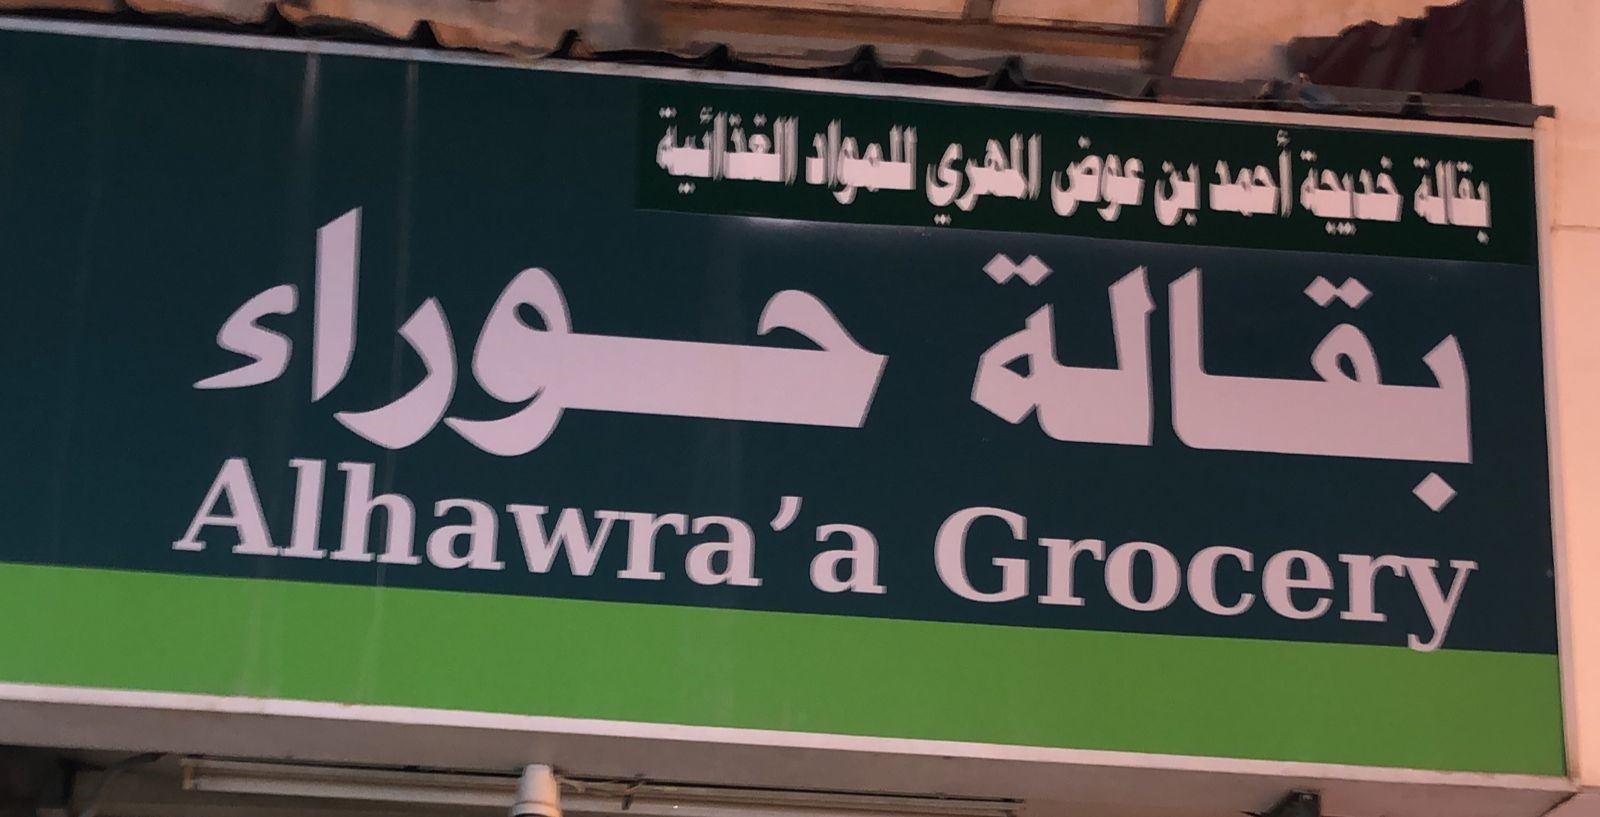 بقالة خديجة أحمد بن عوض المهري للمواد الغذائية
بقالة حوراء
Alhawra’a Grocery